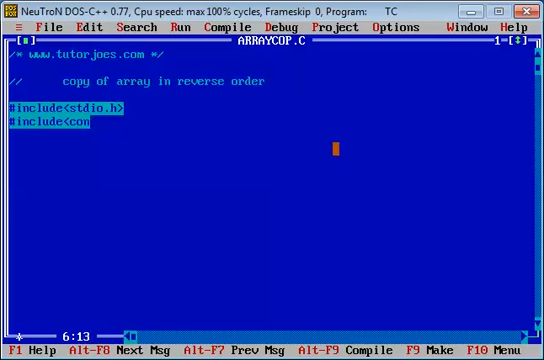 NeuTroN DOS-C++ 0.77, Cpu speed: max 100% cycles, Frameskip 0, Program: TC
≡ File Edit Search Run Compile Debug Project Options Window Help
ARRAYCOP.C 1
/* www.tutorjoes.com */
// copy of array in reverse order
#include<stdio.h>
#include<con
6:13
F1 Help Alt-F8 Next Msg Alt-F7 Prev Msg Alt-F9 Compile F9 Make F10 Menu